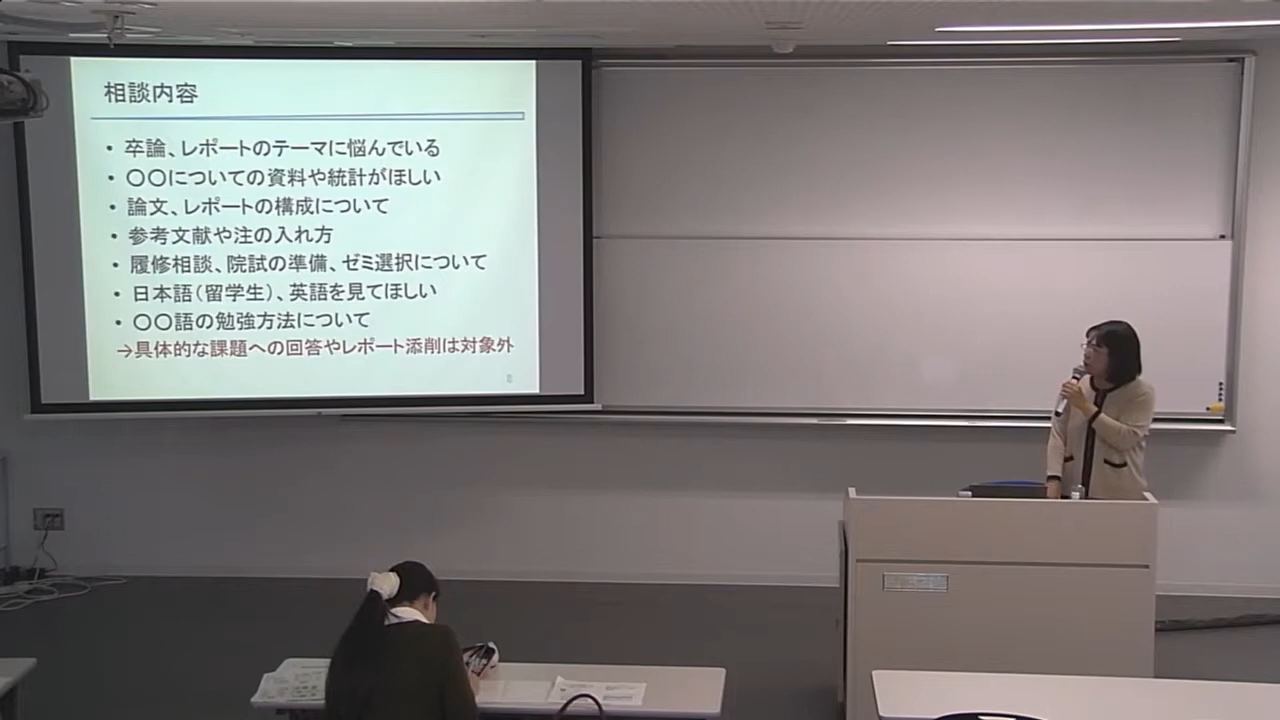 相談内容
• 卒論、レポートのテーマに悩んでいる
• 〇〇についての資料や統計がほしい
• 論文、レポートの構成について
• 参考文献や注の入れ方
• 履修相談、院試の準備、ゼミ選択について
• 日本語(留学生)、英語を見てほしい
• 〇〇語の勉強方法について
→具体的な課題への回答やレポート添削は対象外